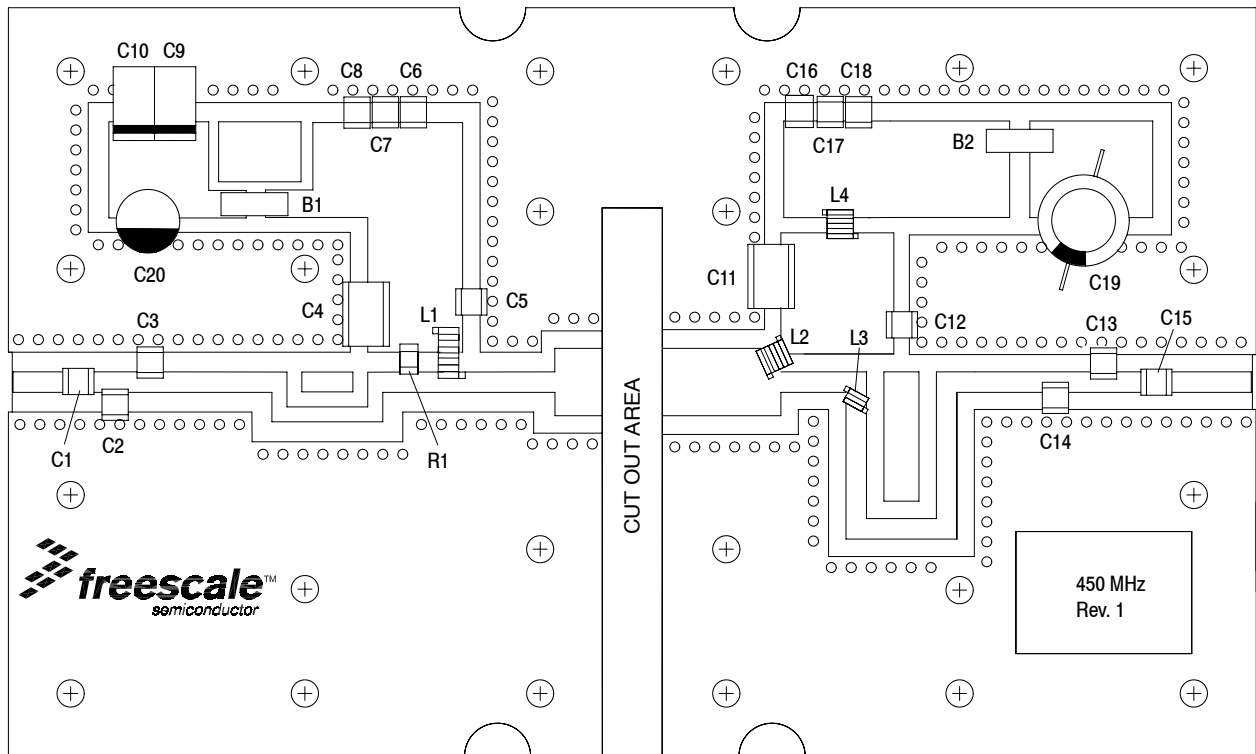 C10 C9
C8 C6
C7
B1
C20
C4
C5
C3
L1
C1
C2
R1
CUT OUT AREA
C16 C18
C17
B2
L4
C11
C19
L2
L3
C12
C13
C15
C14
freescale™
semiconductor
450 MHz
Rev. 1